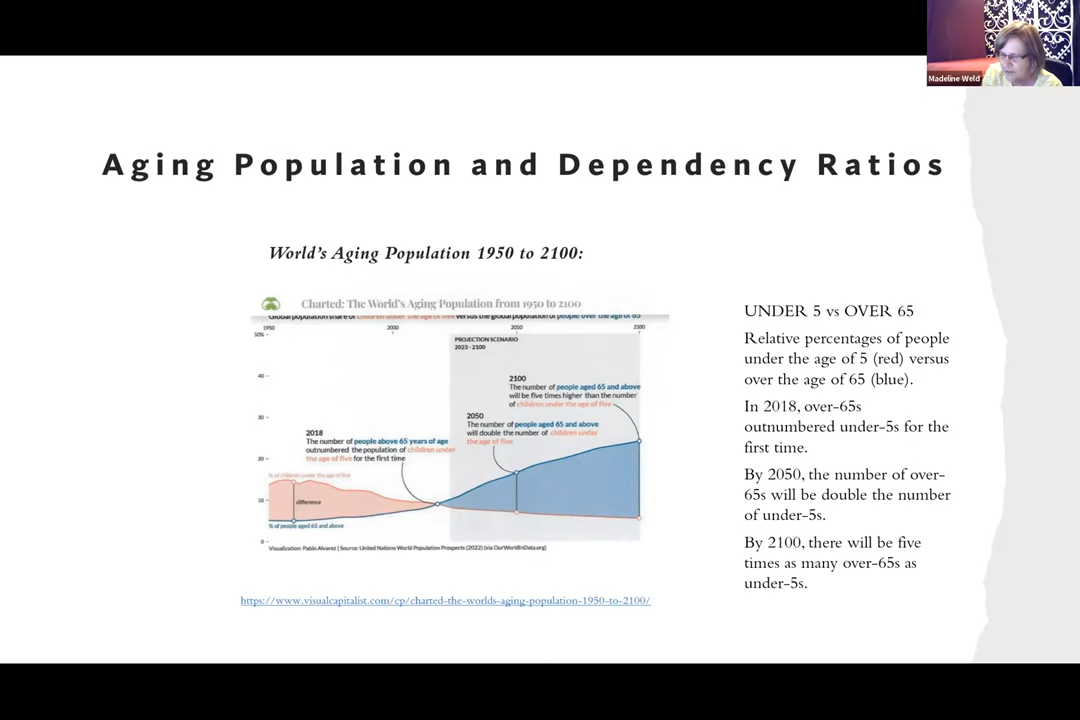 Madeline Weld
Aging Population and Dependency Ratios
World's Aging Population 1950 to 2100:
Charted: The World's Aging Population from 1950 to 2100
Global population share of children under the age of five versus the global population of people over the age of 65
1950 2000 2050 2100
50%
PROJECTION SCENARIO
2023 - 2100
40
2100
The number of people aged 65 and above
will be five times higher than the number
of children under the age of five
30
2050
The number of people aged 65 and above
will double the number of children under
the age of five
2018
The number of people above 65 years of age
outnumbered the population of children under
the age of five for the first time
20
% of children under the age of five
10
difference
% of people aged 65 and above
0
Visualization: Pablo Alvarez | Source: United Nations World Population Prospects (2022) (via OurWorldInData.org)
https://www.visualcapitalist.com/cp/charted-the-worlds-aging-population-1950-to-2100/
UNDER 5 vs OVER 65
Relative percentages of people
under the age of 5 (red) versus
over the age of 65 (blue).
In 2018, over-65s
outnumbered under-5s for the
first time.
By 2050, the number of over-
65s will be double the number
of under-5s.
By 2100, there will be five
times as many over-65s as
under-5s.